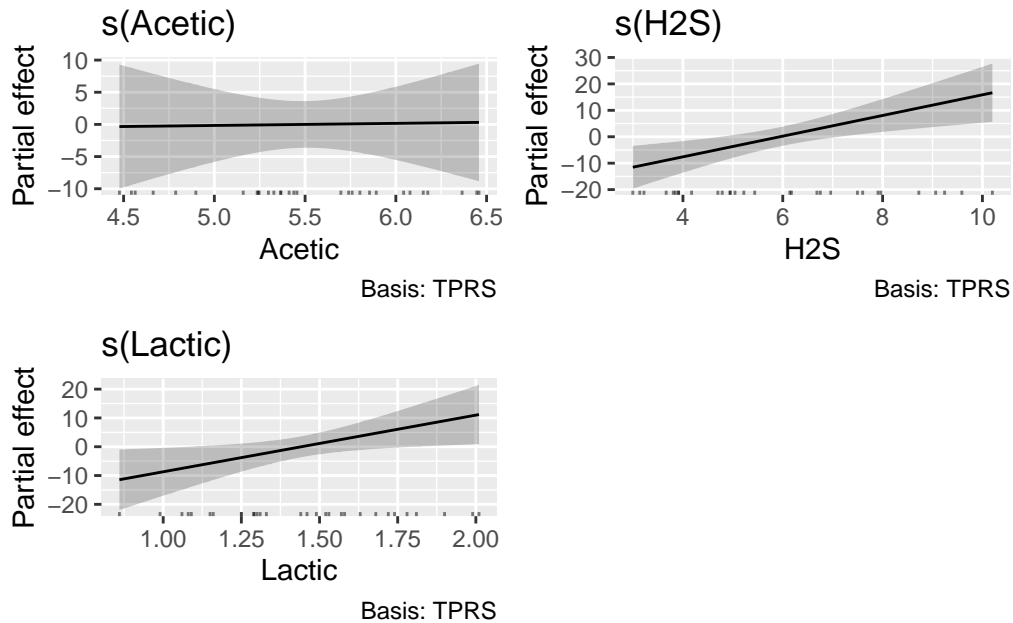 s(Acetic)
Partial effect
10
5
0
−5
−10
4.5 5.0 5.5 6.0 6.5
Acetic
Basis: TPRS
s(H2S)
Partial effect
30
20
10
0
−10
−20
4 6 8 10
H2S
Basis: TPRS
s(Lactic)
Partial effect
20
10
0
−10
−20
1.00 1.25 1.50 1.75 2.00
Lactic
Basis: TPRS